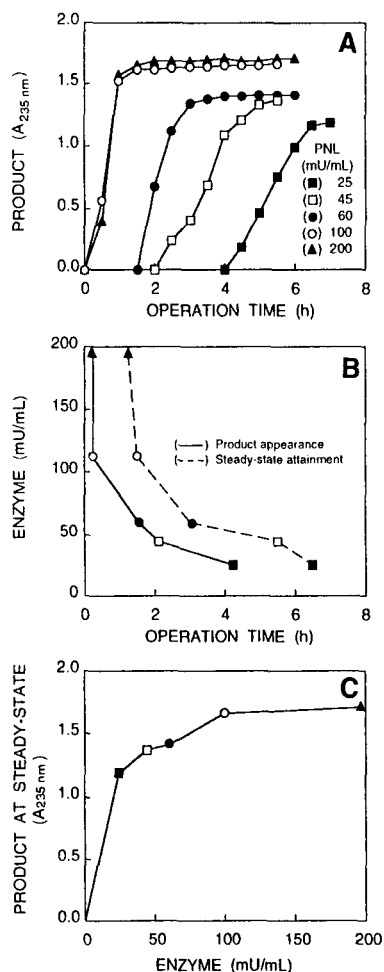 A
PRODUCT (A235 nm)
2.0
1.5
1.0
0.5
0.0
PNL
(mU/mL)
(■) 25
(□) 45
(●) 60
(○) 100
(▲) 200
0 2 4 6 8
OPERATION TIME (h)
B
ENZYME (mU/mL)
200
150
100
50
0
(—) Product appearance
(---) Steady-state attainment
0 2 4 6 8
OPERATION TIME (h)
C
PRODUCT AT STEADY-STATE
(A235 nm)
2.0
1.5
1.0
0.5
0.0
0 50 100 150 200
ENZYME (mU/mL)